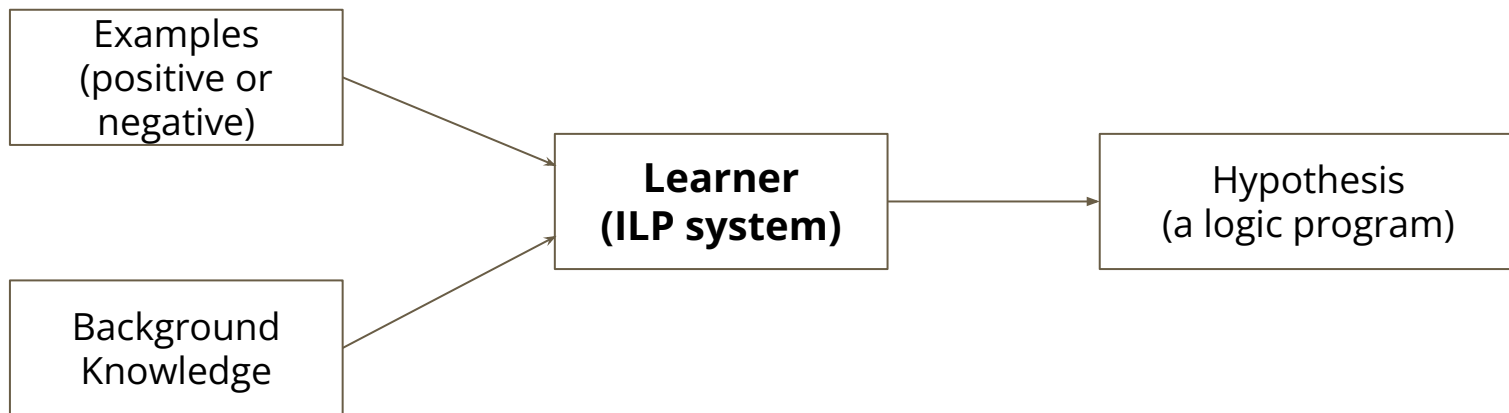 Examples
(positive or
negative)
Learner
(ILP system)
Hypothesis
(a logic program)
Background
Knowledge